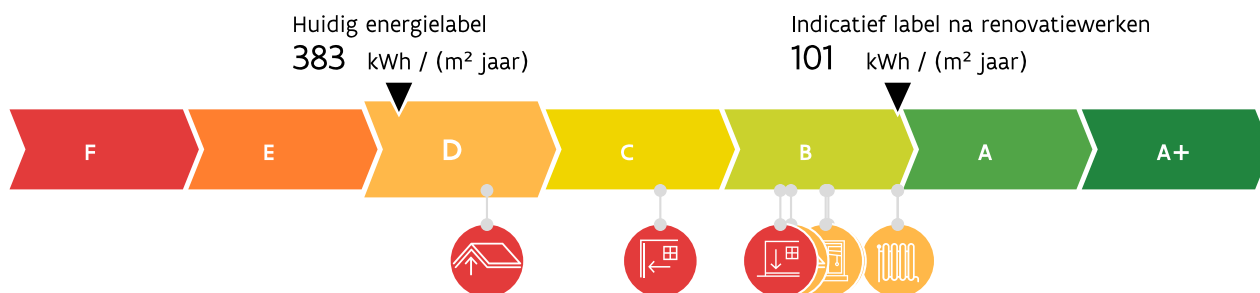 Huidig energielabel
383 kWh / (m² jaar)
Indicatief label na renovatiewerken
101 kWh / (m² jaar)
F E D C B A A+